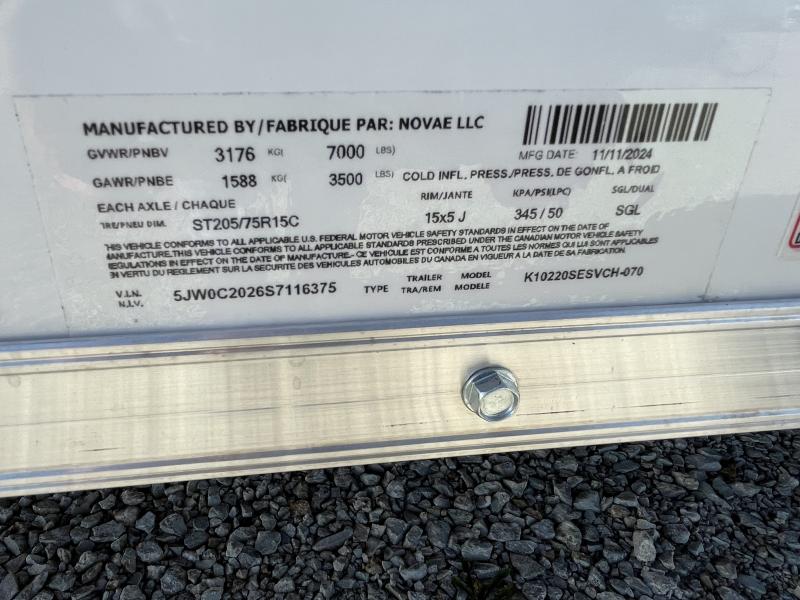 MANUFACTURED BY/FABRIQUE PAR: NOVAE LLC
MFG DATE: 11/11/2024
GVWR/PNBV 3176 KG( 7000 LBS)
GAWR/PNBE 1588 KG( 3500 LBS) COLD INFL. PRESS./PRESS. DE GONFL. A FROID
EACH AXLE / CHAQUE RIM/JANTE KPA/PSI(LPC) SGL/DUAL
TIRE/PNEU DIM. ST205/75R15C 15x5 J 345 / 50 SGL
THIS VEHICLE CONFORMS TO ALL APPLICABLE U.S. FEDERAL MOTOR VEHICLE SAFETY STANDARDS IN EFFECT ON THE DATE OF
MANUFACTURE. THIS VEHICLE CONFORMS TO ALL APPLICABLE STANDARDS PRESCRIBED UNDER THE CANADIAN MOTOR VEHICLE SAFETY
REGULATIONS IN EFFECT ON THE DATE OF MANUFACTURE.- CE VEHICULE EST CONFORME A TOUTES LES NORMES QUI LUI SONT APPLICABLES
EN VERTU DU REGLEMENT SUR LA SECURITE DES VEHICULES AUTOMOBILES DU CANADA EN VIGUEUR A LA DATE DE SA FABRICATION.
V.I.N. 5JW0C2026S7116375 TYPE TRAILER MODEL K10220SESVCH-070
N.I.V. TRA/REM MODELE